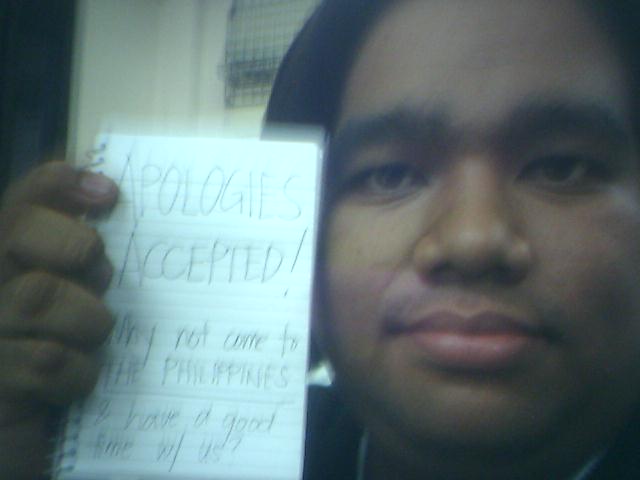 APOLOGIES
ACCEPTED!
Why not come to
THE PHILIPPINES
& have a good
time w/ us?